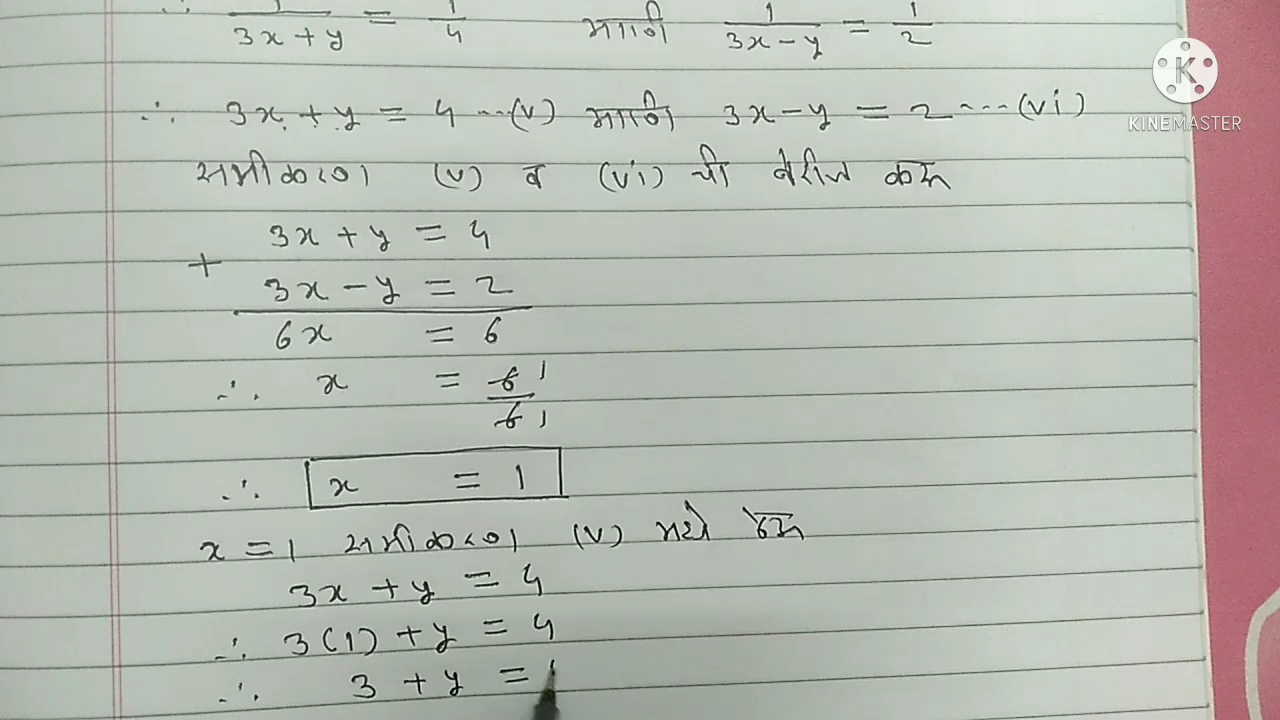 ∴ 1/(3x+y) = 1/4 आणि 1/(3x-y) = 1/2
∴ 3x+y = 4 ---(v) आणि 3x-y = 2 ---(vi)
समीकरण (v) व (vi) ची बेरीज करू
3x + y = 4
+ 3x - y = 2
6x = 6
∴ x = 6/6 1 1
∴ x = 1
x = 1 समीकरण (v) मध्ये ठेऊ
3x + y = 4
∴ 3(1) + y = 4
∴ 3 + y =
K
KINEMASTER